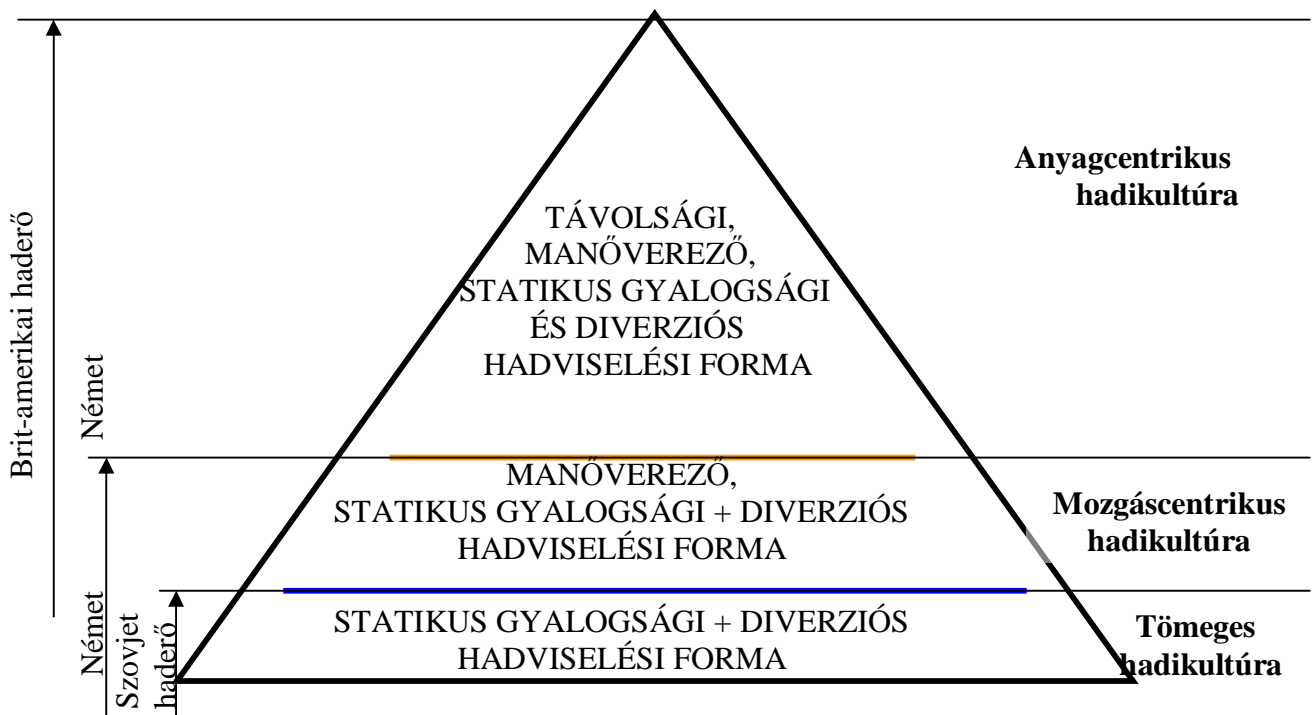 Brit-amerikai haderő
Német
Német
Szovjet
haderő
TÁVOLSÁGI,
MANŐVEREZŐ,
STATIKUS GYALOGSÁGI
ÉS DIVERZIÓS
HADVISELÉSI FORMA
Anyagcentrikus
hadikultúra
MANŐVEREZŐ,
STATIKUS GYALOGSÁGI + DIVERZIÓS
HADVISELÉSI FORMA
Mozgáscentrikus
hadikultúra
STATIKUS GYALOGSÁGI + DIVERZIÓS
HADVISELÉSI FORMA
Tömeges
hadikultúra